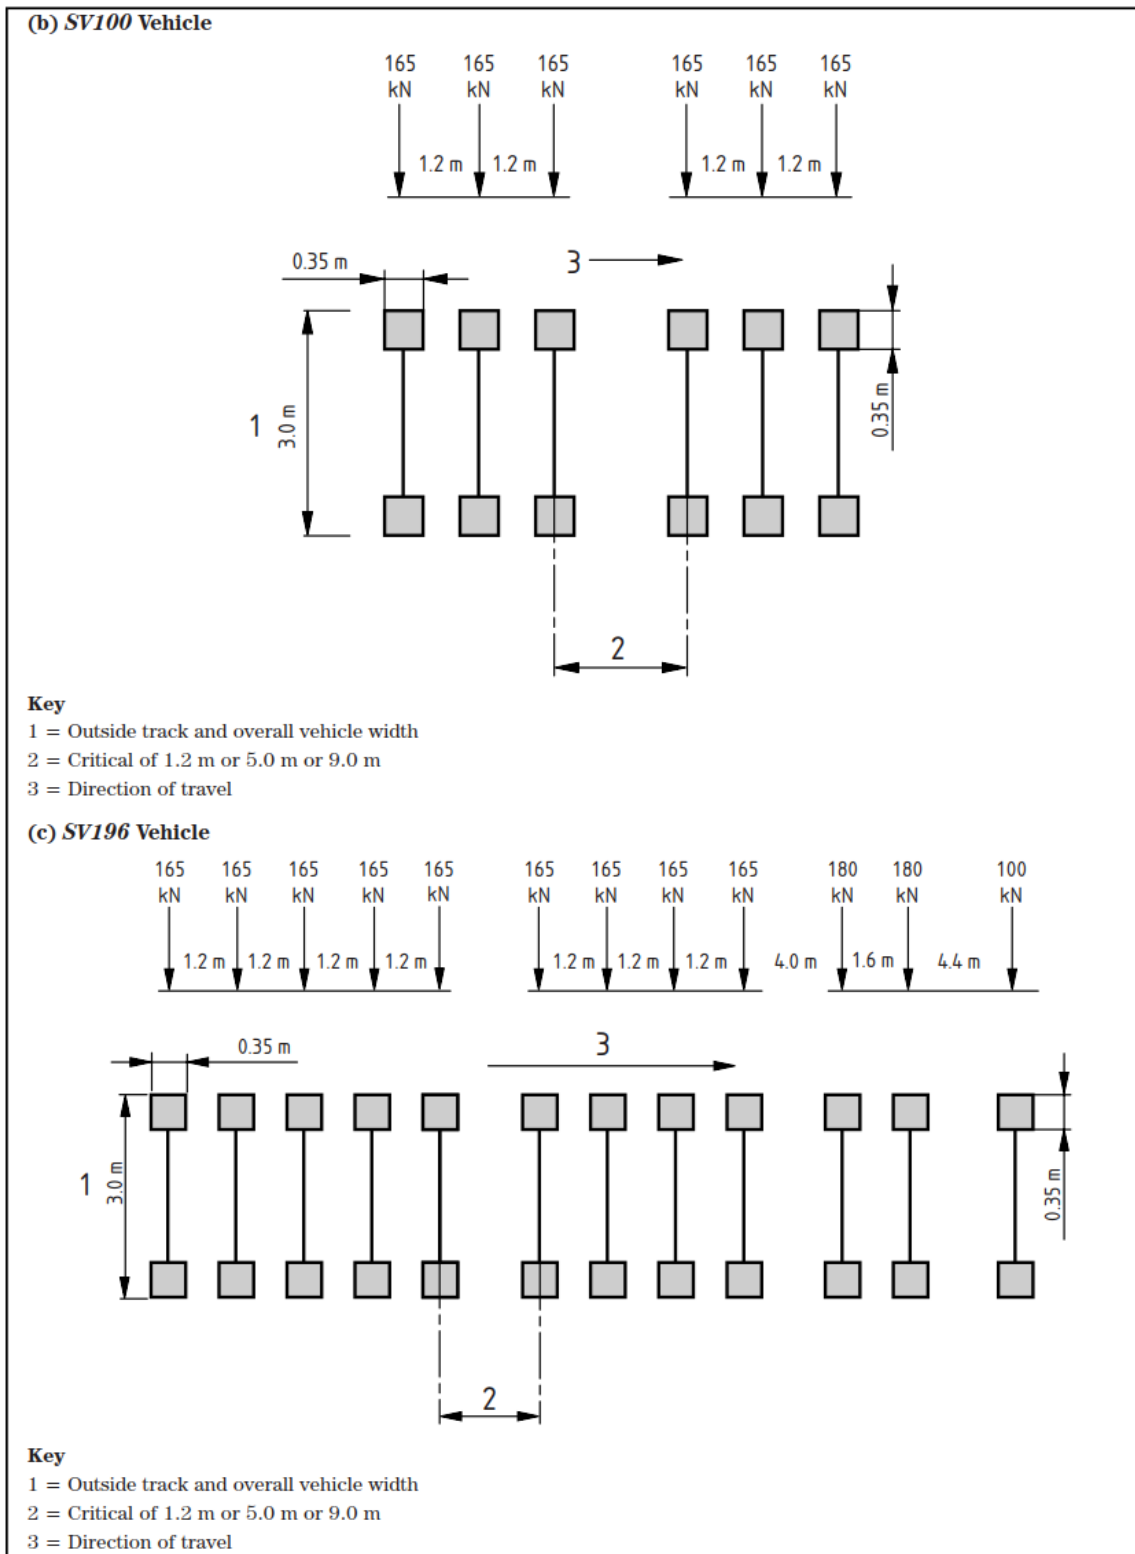 (b) SV100 Vehicle
165 165 165 165 165 165
kN kN kN kN kN kN
1.2 m 1.2 m 1.2 m 1.2 m
0.35 m
3
1
3.0 m
0.35 m
2
Key
1 = Outside track and overall vehicle width
2 = Critical of 1.2 m or 5.0 m or 9.0 m
3 = Direction of travel
(c) SV196 Vehicle
165 165 165 165 165 165 165 165 165 180 180 100
kN kN kN kN kN kN kN kN kN kN kN kN
1.2 m 1.2 m 1.2 m 1.2 m 1.2 m 1.2 m 1.2 m 4.0 m 1.6 m 4.4 m
0.35 m
3
1
3.0 m
0.35 m
2
Key
1 = Outside track and overall vehicle width
2 = Critical of 1.2 m or 5.0 m or 9.0 m
3 = Direction of travel